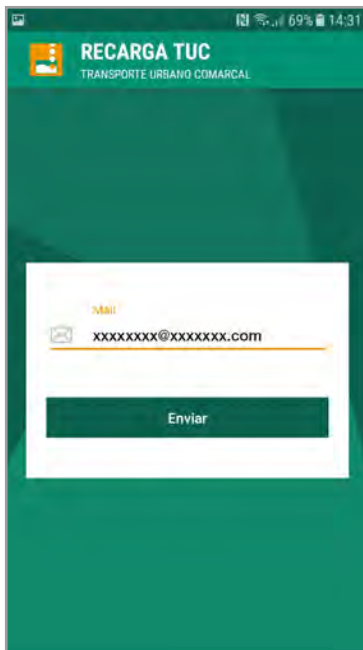 69% 14:31
RECARGA TUC
TRANSPORTE URBANO COMARCAL
Mail
xxxxxxxx@xxxxxxx.com
Enviar